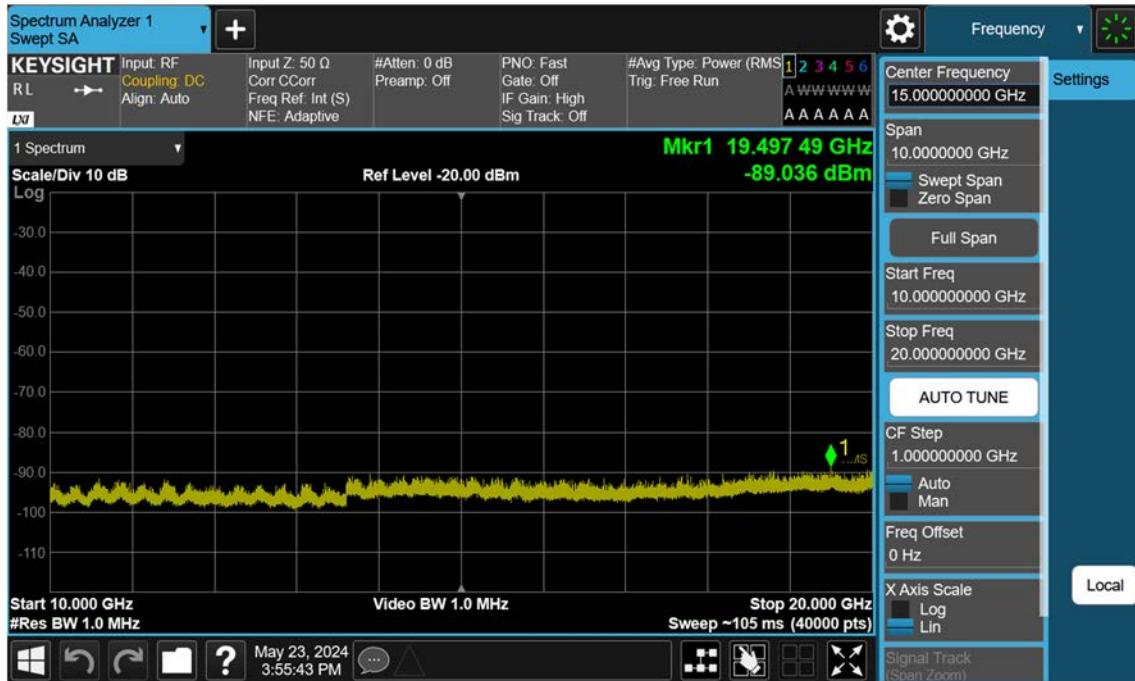 Spectrum Analyzer 1
Swept SA
+
Frequency
KEYSIGHT
RL
LXI
Input: RF
Coupling: DC
Align: Auto
Input Z: 50 Ω
Corr CCorr
Freq Ref: Int (S)
NFE: Adaptive
#Atten: 0 dB
Preamp: Off
PNO: Fast
Gate: Off
IF Gain: High
Sig Track: Off
#Avg Type: Power (RMS
Trig: Free Run
1 2 3 4 5 6
A W W W W W
A A A A A A
1 Spectrum
Scale/Div 10 dB
Ref Level -20.00 dBm
Mkr1 19.497 49 GHz
-89.036 dBm
Log
-30.0
-40.0
-50.0
-60.0
-70.0
-80.0
-90.0
-100
-110
1
Start 10.000 GHz
Video BW 1.0 MHz
Stop 20.000 GHz
#Res BW 1.0 MHz
Sweep ~105 ms (40000 pts)
?
May 23, 2024
3:55:43 PM
Center Frequency
15.000000000 GHz
Settings
Span
10.0000000 GHz
Swept Span
Zero Span
Full Span
Start Freq
10.000000000 GHz
Stop Freq
20.000000000 GHz
AUTO TUNE
CF Step
1.000000000 GHz
Auto
Man
Freq Offset
0 Hz
X Axis Scale
Log
Lin
Local
Signal Track
(Span Zoom)